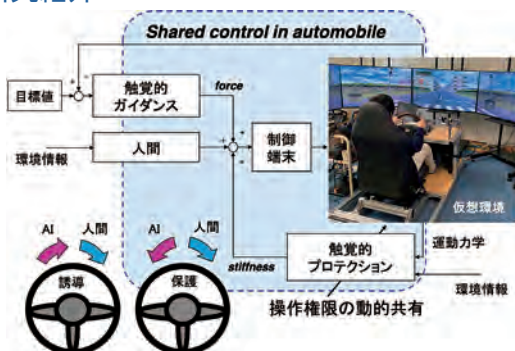 Shared control in automobile
目標値
触覚的
ガイダンス
force
人間
環境情報
制御
端末
仮想環境
AI
人間
誘導
AI
人間
保護
stiffness
触覚的
プロテクション
運動力学
環境情報
操作権限の動的共有